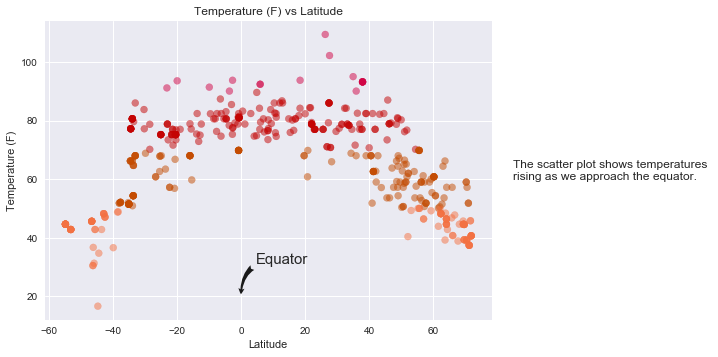 Temperature (F) vs Latitude
Temperature (F)
100
80
60
40
20
Equator
−60
−40
−20
0
20
40
60
Latitude
The scatter plot shows temperatures
rising as we approach the equator.